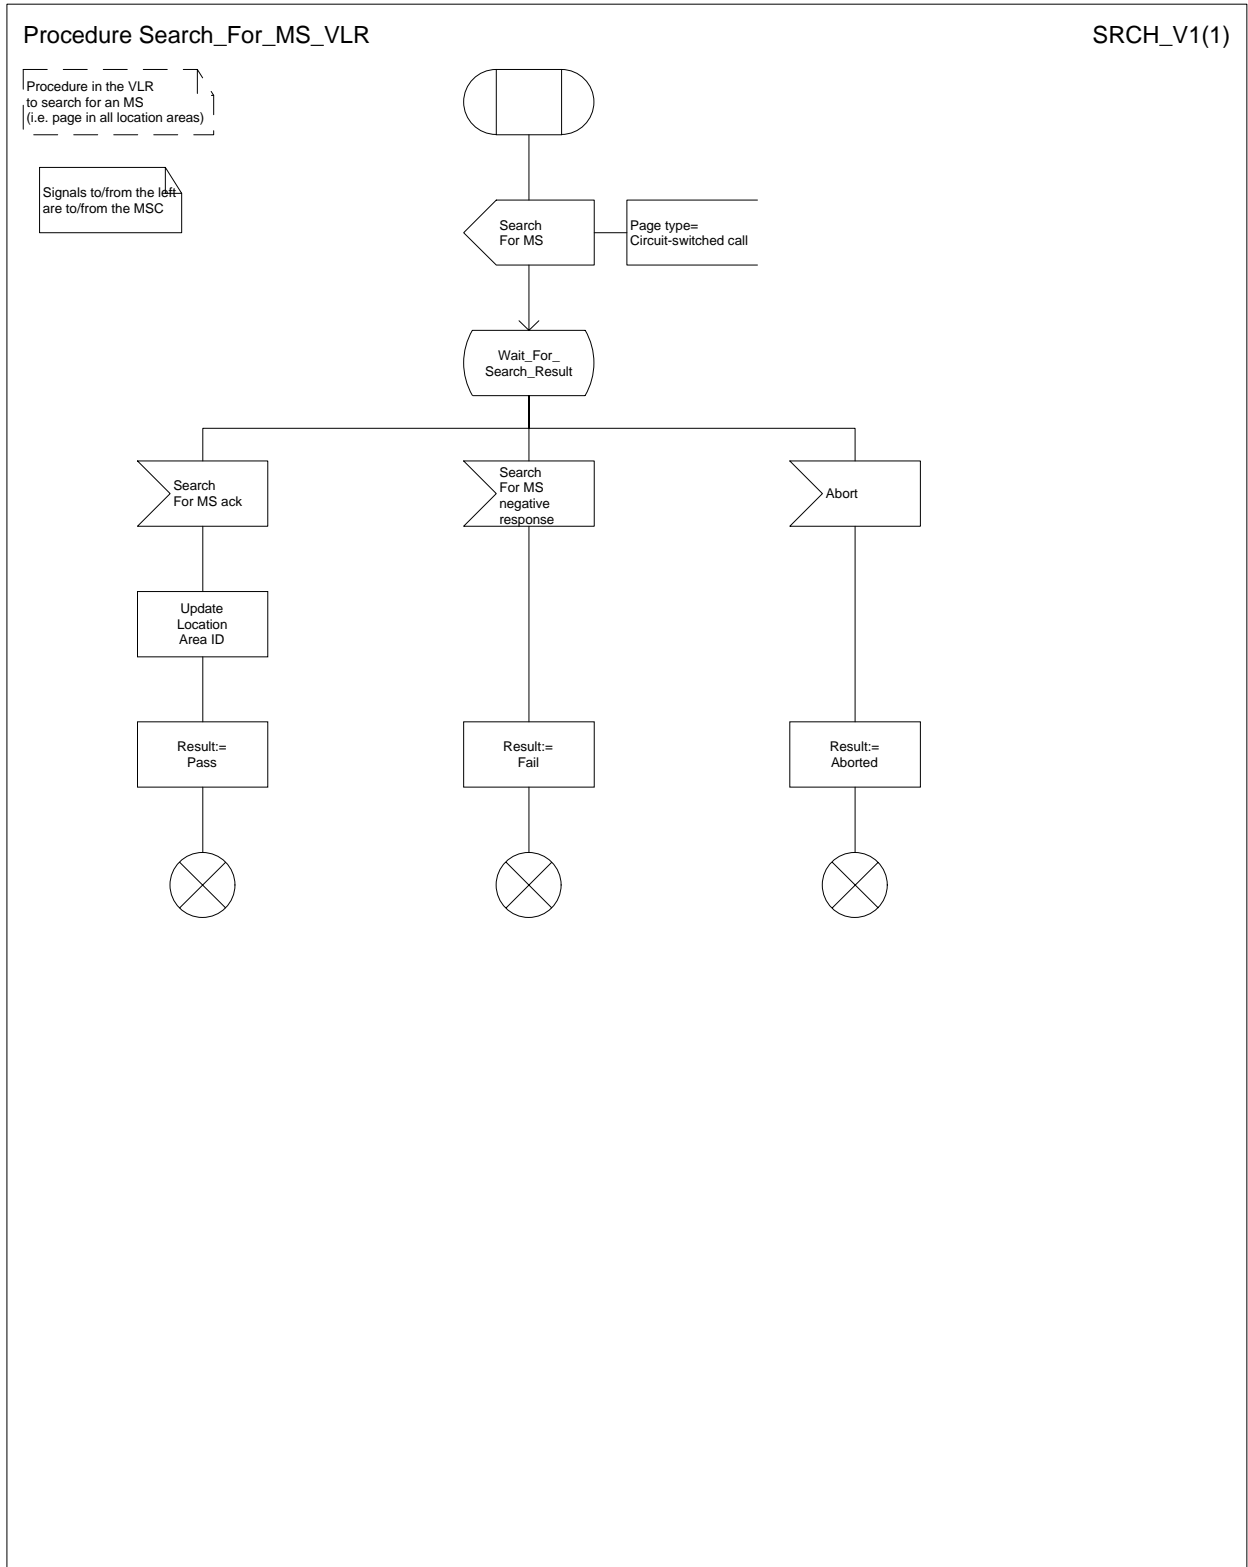 Procedure Search_For_MS_VLR
SRCH_V1(1)
Procedure in the VLR
to search for an MS
(i.e. page in all location areas)
Signals to/from the left
are to/from the MSC
Search
For MS
Page type=
Circuit-switched call
Wait_For_
Search_Result
Search
For MS ack
Search
For MS
negative
response
Abort
Update
Location
Area ID
Result:=
Pass
Result:=
Fail
Result:=
Aborted